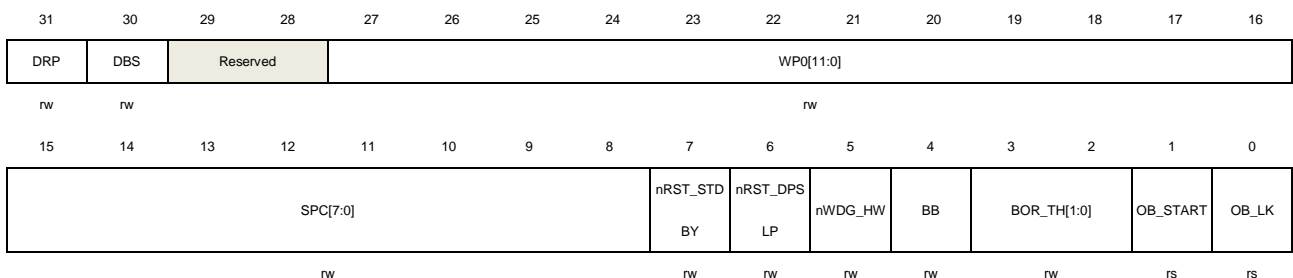 31 30 29 28 27 26 25 24 23 22 21 20 19 18 17 16
DRP DBS Reserved WP0[11:0]
rw rw rw
15 14 13 12 11 10 9 8 7 6 5 4 3 2 1 0
SPC[7:0] nRST_STD BY nRST_DPS LP nWDG_HW BB BOR_TH[1:0] OB_START OB_LK
rw rw rw rw rw rw rs rs